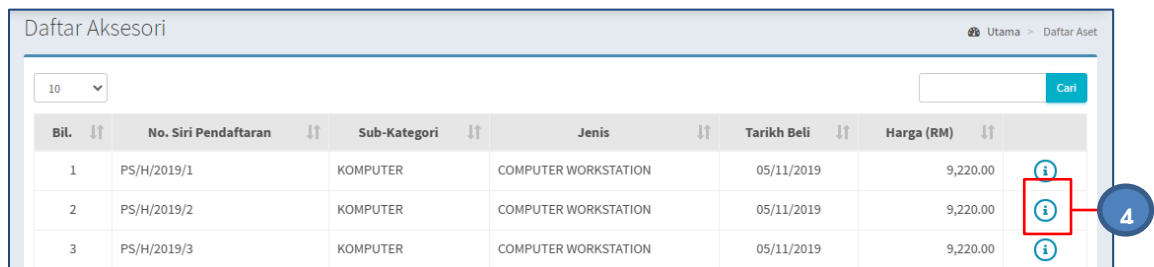 Daftar Aksesori
Utama > Daftar Aset
10
Cari
Bil. No. Siri Pendaftaran Sub-Kategori Jenis Tarikh Beli Harga (RM)
1 PS/H/2019/1 KOMPUTER COMPUTER WORKSTATION 05/11/2019 9,220.00
2 PS/H/2019/2 KOMPUTER COMPUTER WORKSTATION 05/11/2019 9,220.00
4
3 PS/H/2019/3 KOMPUTER COMPUTER WORKSTATION 05/11/2019 9,220.00